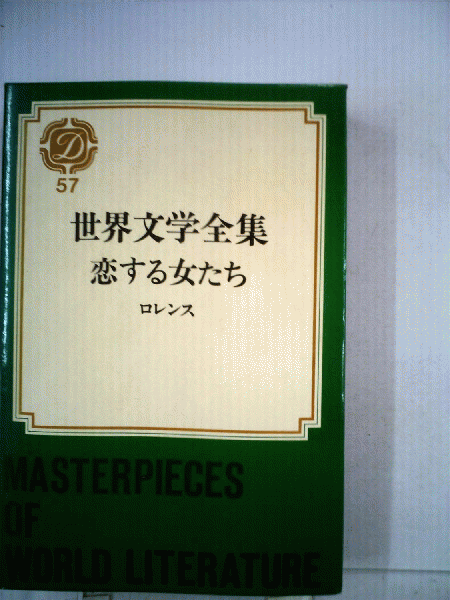 D
57
世界文学全集
恋する女たち
ロレンス
MASTERPIECES
OF
WORLD LITERATURE